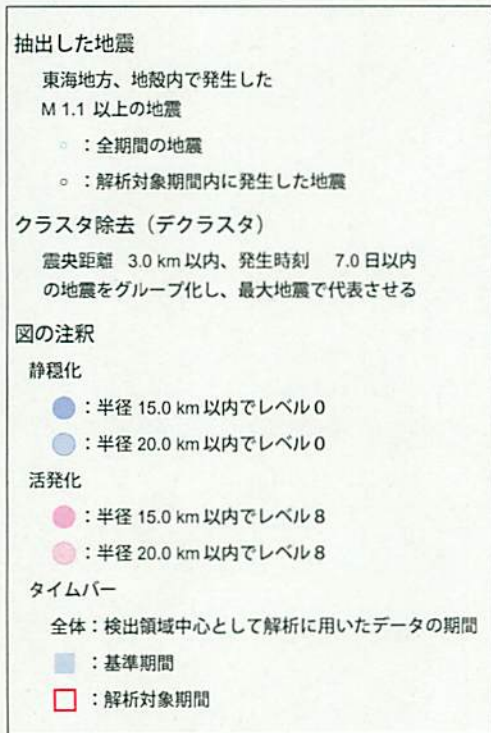 抽出した地震
東海地方、地殻内で発生した
M 1.1 以上の地震
：全期間の地震
：解析対象期間内に発生した地震
クラスタ除去（デクラスタ）
震央距離 3.0 km 以内、発生時刻 7.0 日以内
の地震をグループ化し、最大地震で代表させる
図の注釈
静穏化
：半径 15.0 km 以内でレベル０
：半径 20.0 km 以内でレベル０
活発化
：半径 15.0 km 以内でレベル８
：半径 20.0 km 以内でレベル８
タイムバー
全体：検出領域中心として解析に用いたデータの期間
：基準期間
：解析対象期間